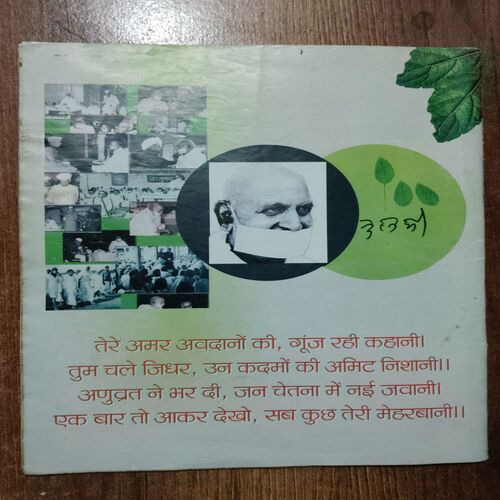 तुलसी
तेरे अमर अवदानों की, गूंज रही कहानी।
तुम चले जिधर, उन कदमों की अमिट निशानी।।
अणुव्रत ने भर दी, जन चेतना में नई जवानी।
एक बार तो आकर देखो, सब कुछ तेरी मेहरबानी।।